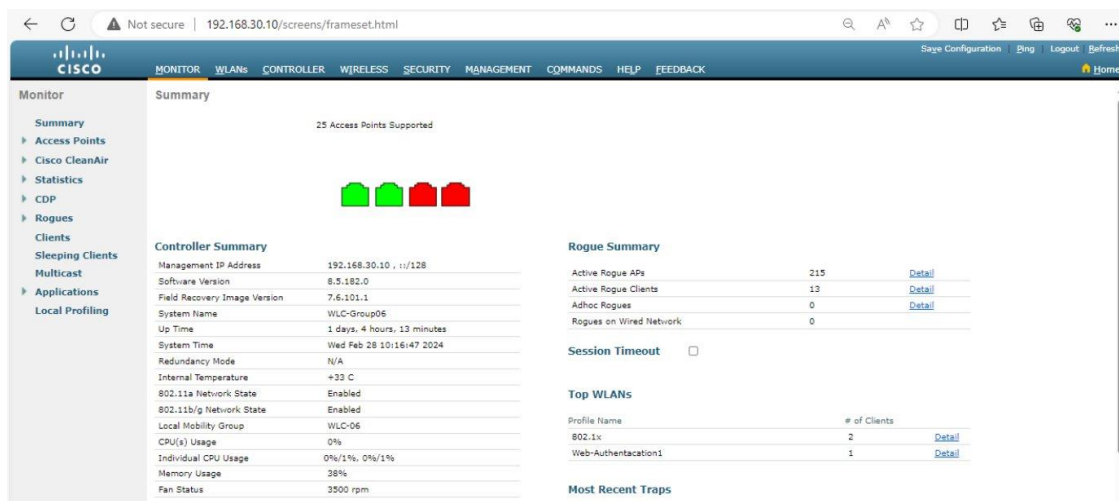 Not secure 192.168.30.10/screens/frameset.html
Save Configuration Ping Logout Refresh
CISCO MONITOR WLANs CONTROLLER WIRELESS SECURITY MANAGEMENT COMMANDS HELP FEEDBACK Home
Monitor
Summary
Access Points
Cisco CleanAir
Statistics
CDP
Rogues
Clients
Sleeping Clients
Multicast
Applications
Local Profiling
Summary
25 Access Points Supported
Controller Summary
Management IP Address 192.168.30.10 , ::/128
Software Version 8.5.182.0
Field Recovery Image Version 7.6.101.1
System Name WLC-Group06
Up Time 1 days, 4 hours, 13 minutes
System Time Wed Feb 28 10:16:47 2024
Redundancy Mode N/A
Internal Temperature +33 C
802.11a Network State Enabled
802.11b/g Network State Enabled
Local Mobility Group WLC-06
CPU(s) Usage 0%
Individual CPU Usage 0%/1%, 0%/1%
Memory Usage 38%
Fan Status 3500 rpm
Rogue Summary
Active Rogue APs 215 Detail
Active Rogue Clients 13 Detail
Adhoc Rogues 0 Detail
Rogues on Wired Network 0
Session Timeout
Top WLANs
Profile Name # of Clients
802.1x 2 Detail
Web-Authentacation1 1 Detail
Most Recent Traps